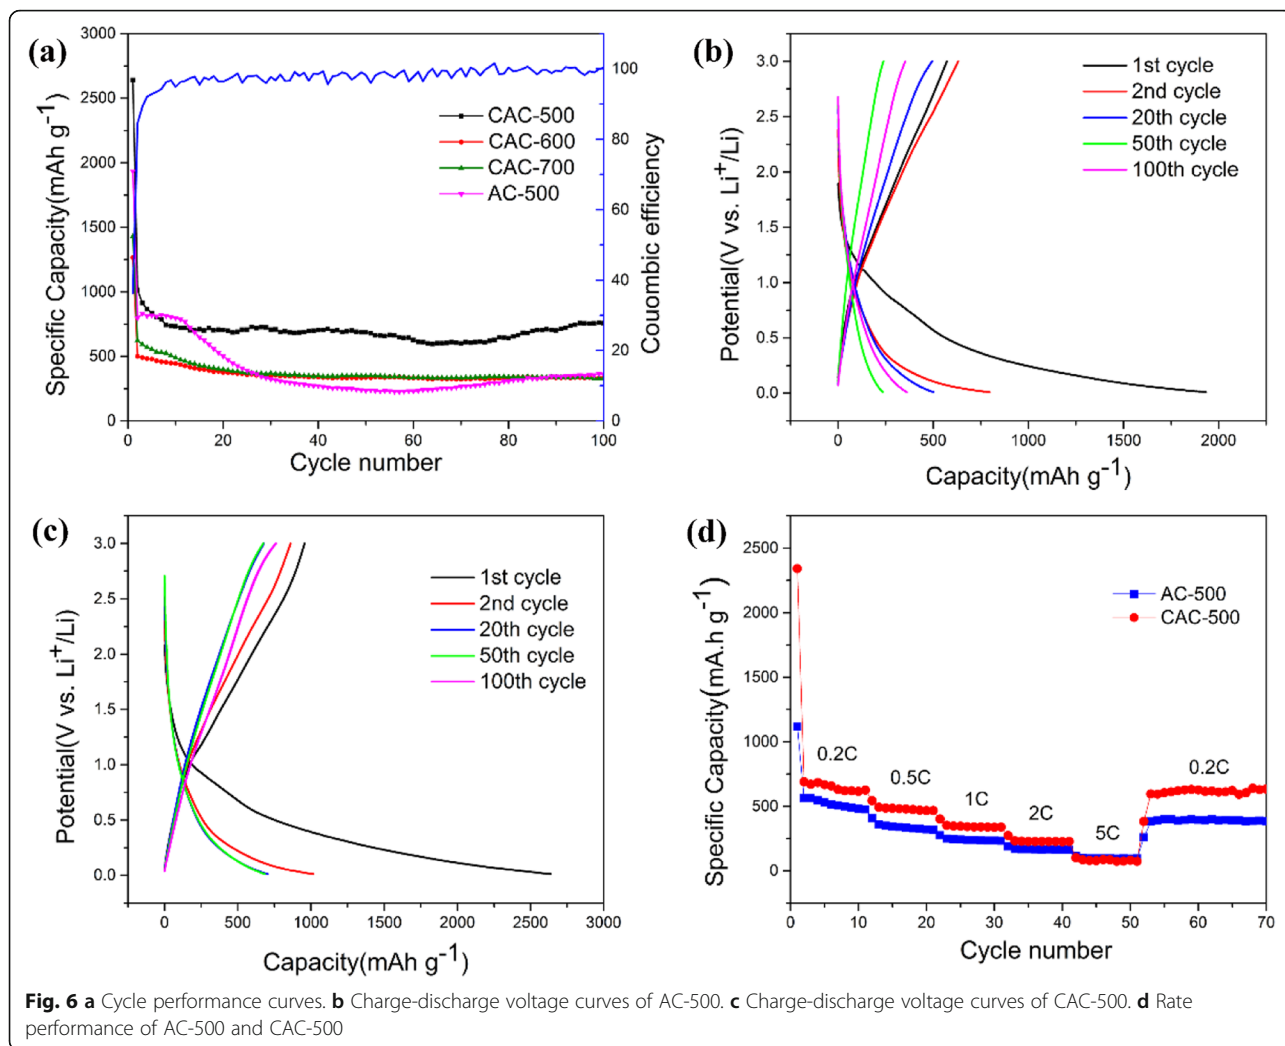 (a)
3000
2500
2000
1500
1000
500
0
Specific Capacity(mAh g⁻¹)
CAC-500
CAC-600
CAC-700
AC-500
100
80
60
40
20
0
Couombic efficiency
0 20 40 60 80 100
Cycle number
(b)
3.0
2.5
2.0
1.5
1.0
0.5
0.0
Potential(V vs. Li⁺/Li)
1st cycle
2nd cycle
20th cycle
50th cycle
100th cycle
0 500 1000 1500 2000
Capacity(mAh g⁻¹)
(c)
3.0
2.5
2.0
1.5
1.0
0.5
0.0
Potential(V vs. Li⁺/Li)
1st cycle
2nd cycle
20th cycle
50th cycle
100th cycle
0 500 1000 1500 2000 2500 3000
Capacity(mAh g⁻¹)
(d)
2500
2000
1500
1000
500
0
Specific Capacity(mA.h g⁻¹)
AC-500
CAC-500
0.2C
0.5C
1C
2C
5C
0.2C
0 10 20 30 40 50 60 70
Cycle number
Fig. 6 a Cycle performance curves. b Charge-discharge voltage curves of AC-500. c Charge-discharge voltage curves of CAC-500. d Rate
performance of AC-500 and CAC-500